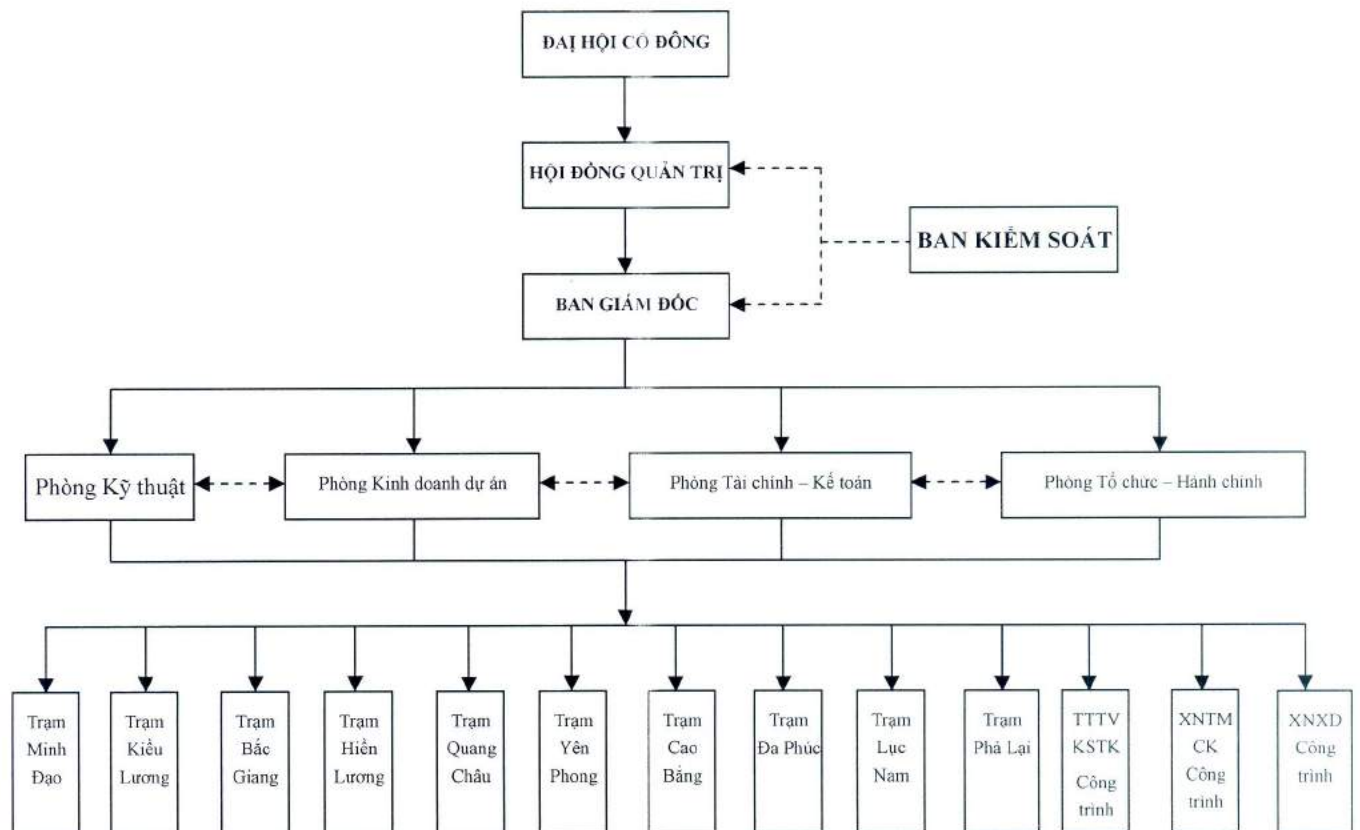 ĐAỊ HỘI CỔ ĐÔNG
HỘI ĐỒNG QUẢN TRỊ
BAN KIỂM SOÁT
BAN GIÁM ĐỐC
Phòng Kỹ thuật
Phòng Kinh doanh dự án
Phòng Tài chính – Kế toán
Phòng Tổ chức – Hánh chính
Trạm
Minh
Đạo
Trạm
Kiều
Lương
Trạm
Bắc
Giang
Trạm
Hiền
Lương
Trạm
Quang
Châu
Trạm
Yên
Phong
Trạm
Cao
Bằng
Trạm
Đa Phúc
Trạm
Lục
Nam
Trạm
Phả Lại
TTTV
KSTK
Công
trình
XNTM
CK
Công
trình
XNXD
Công
trình